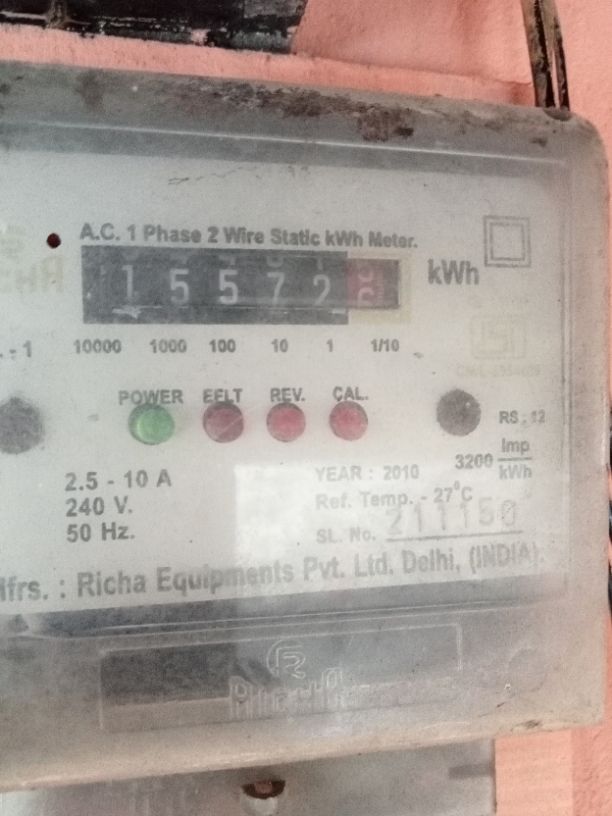 A.C. 1 Phase 2 Wire Static kWh Meter.
1 5 5 7 2 kWh
10000 1000 100 10 1 1/10
POWER EELT REV. CAL.
RS : 12
3200 Imp/kWh
2.5 - 10 A
240 V.
50 Hz.
YEAR : 2010
Ref. Temp. - 27°C
SL. No. 211150
Mfrs. : Richa Equipments Pvt. Ltd. Delhi, (INDIA).